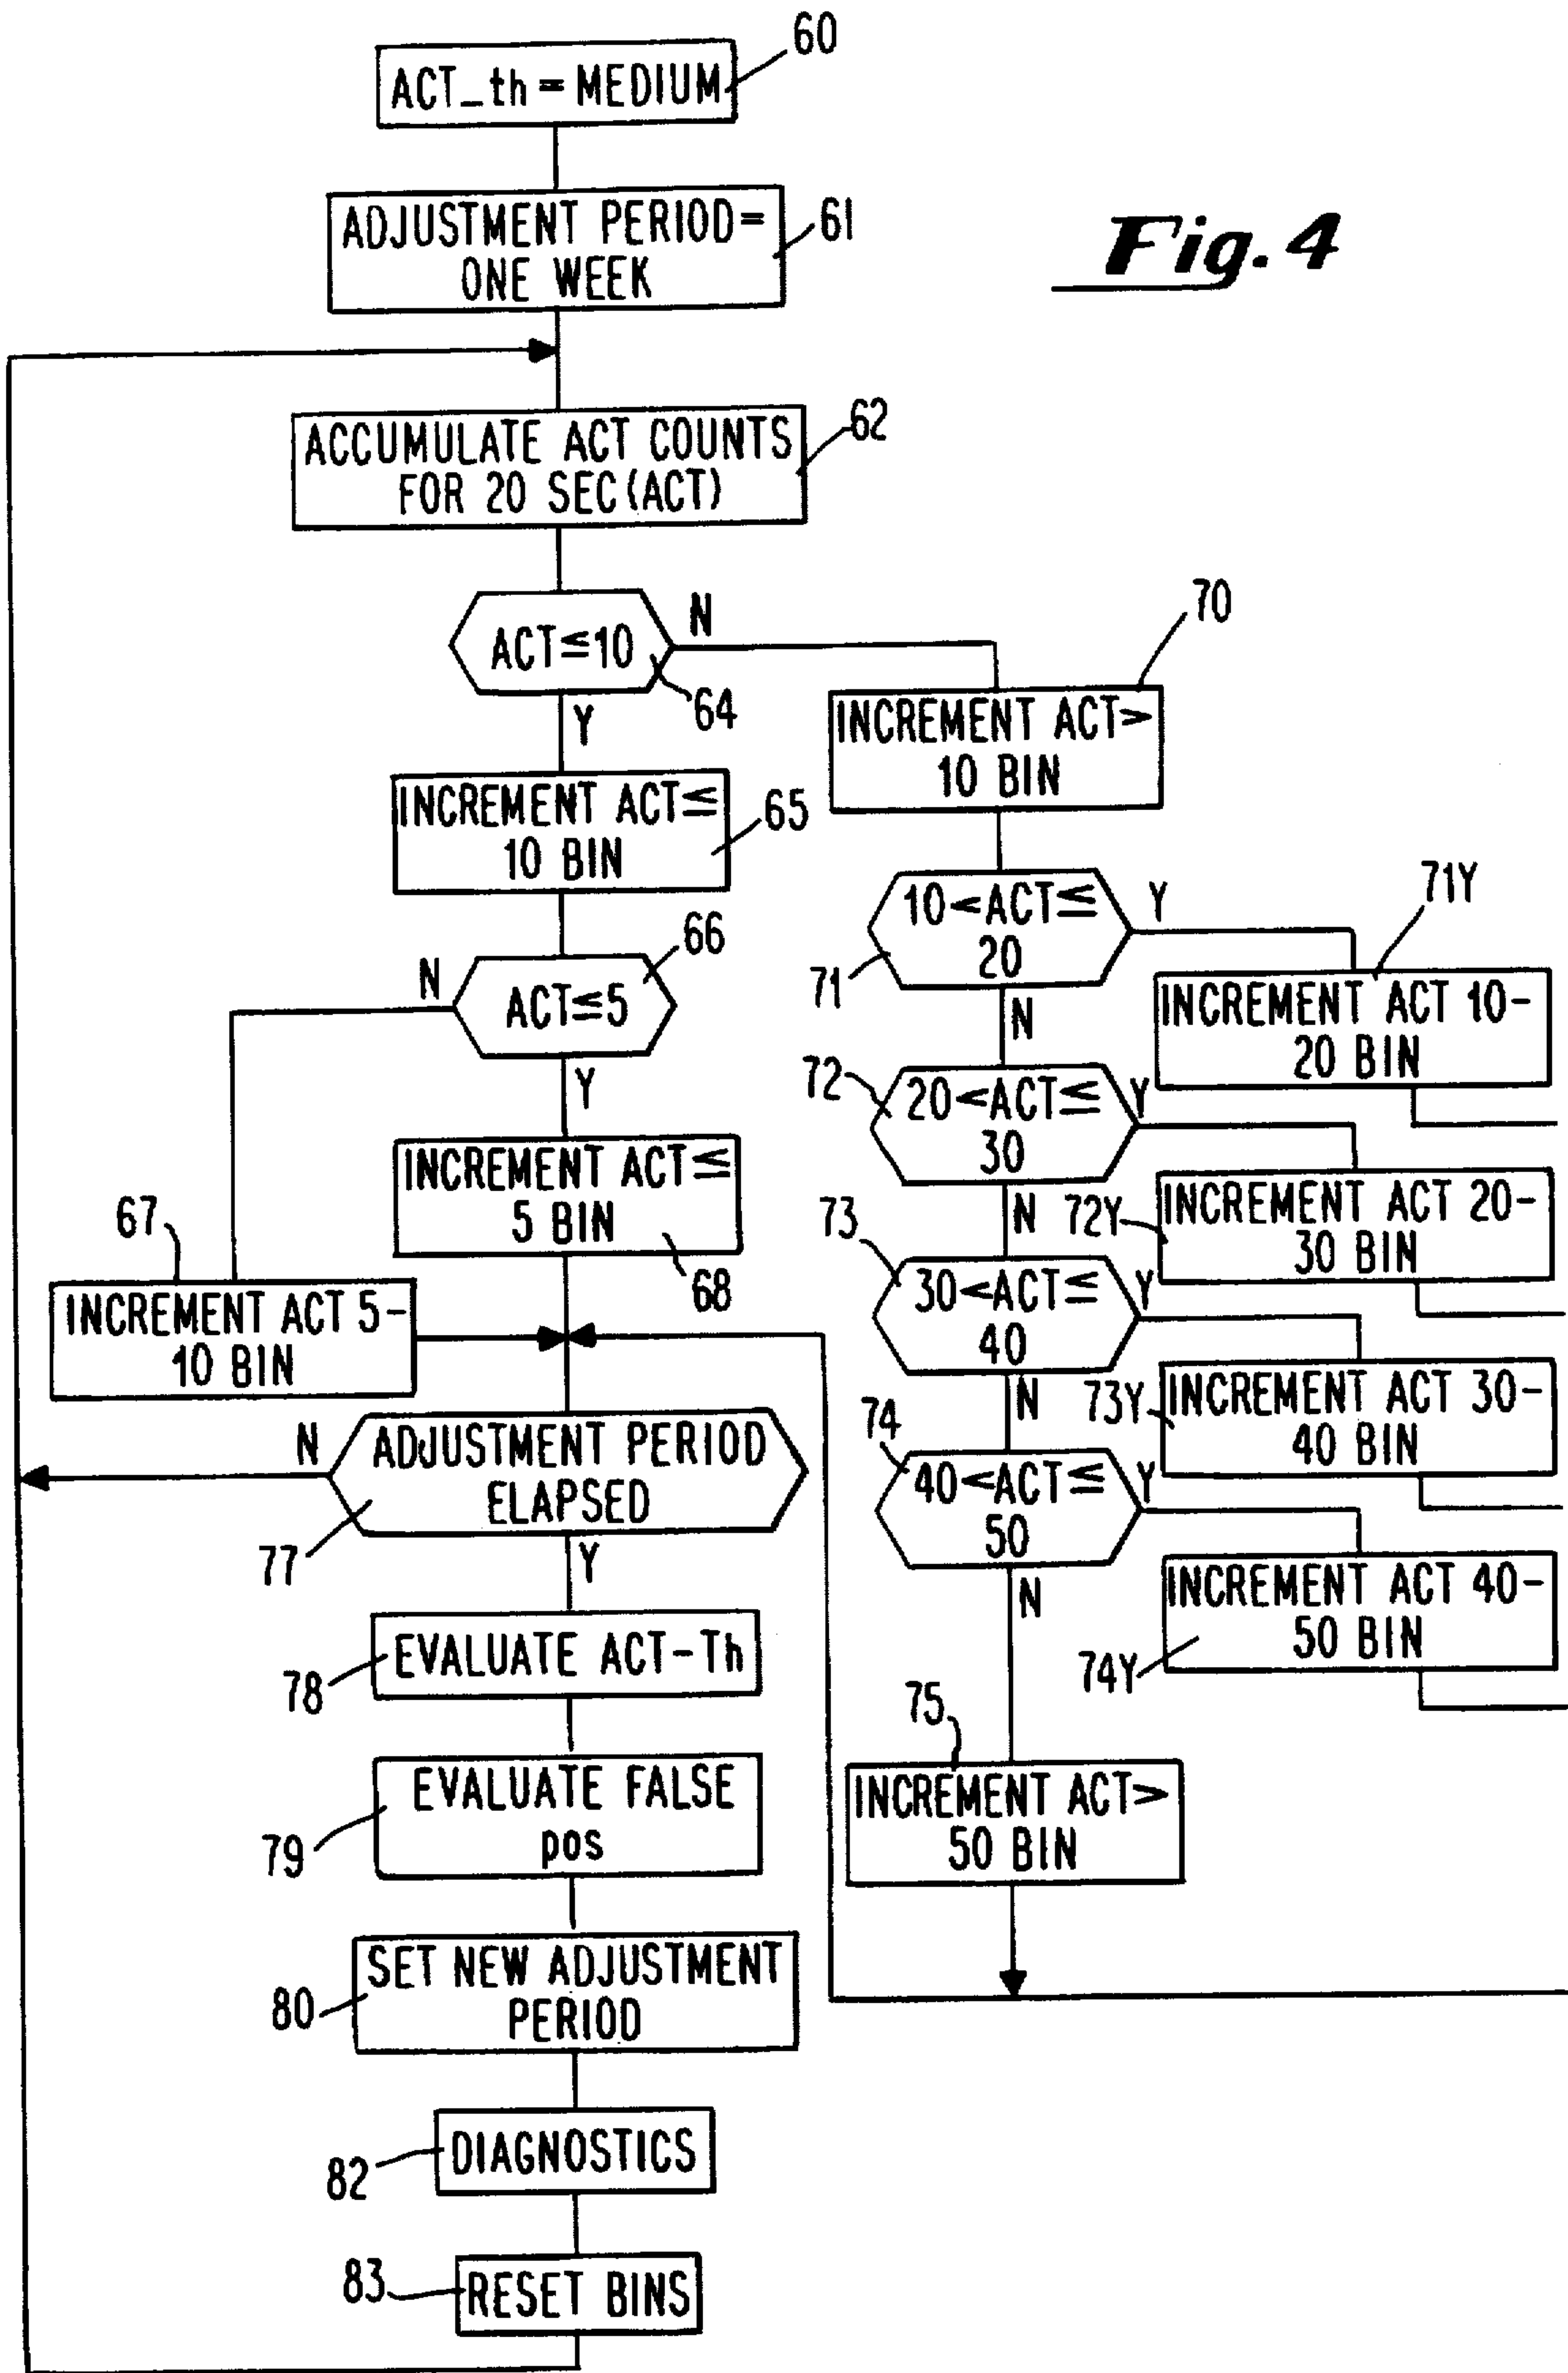 60
ACT_th = MEDIUM
ADJUSTMENT PERIOD=
ONE WEEK
61
Fig. 4
ACCUMULATE ACT COUNTS
FOR 20 SEC (ACT)
62
ACT≤10
N
64
Y
INCREMENT ACT≤
10 BIN
65
66
ACT≤5
N
Y
INCREMENT ACT≤
5 BIN
68
67
INCREMENT ACT 5-
10 BIN
70
INCREMENT ACT>
10 BIN
10<ACT≤
20
Y
71
N
71Y
INCREMENT ACT 10-
20 BIN
72
20<ACT≤
30
Y
N
72Y
INCREMENT ACT 20-
30 BIN
73
30<ACT≤
40
Y
N
73Y
INCREMENT ACT 30-
40 BIN
74
40<ACT≤
50
Y
N
74Y
INCREMENT ACT 40-
50 BIN
75
INCREMENT ACT>
50 BIN
N
ADJUSTMENT PERIOD
ELAPSED
77
Y
EVALUATE ACT-Th
78
EVALUATE FALSE
pos
79
SET NEW ADJUSTMENT
PERIOD
80
DIAGNOSTICS
82
83
RESET BINS